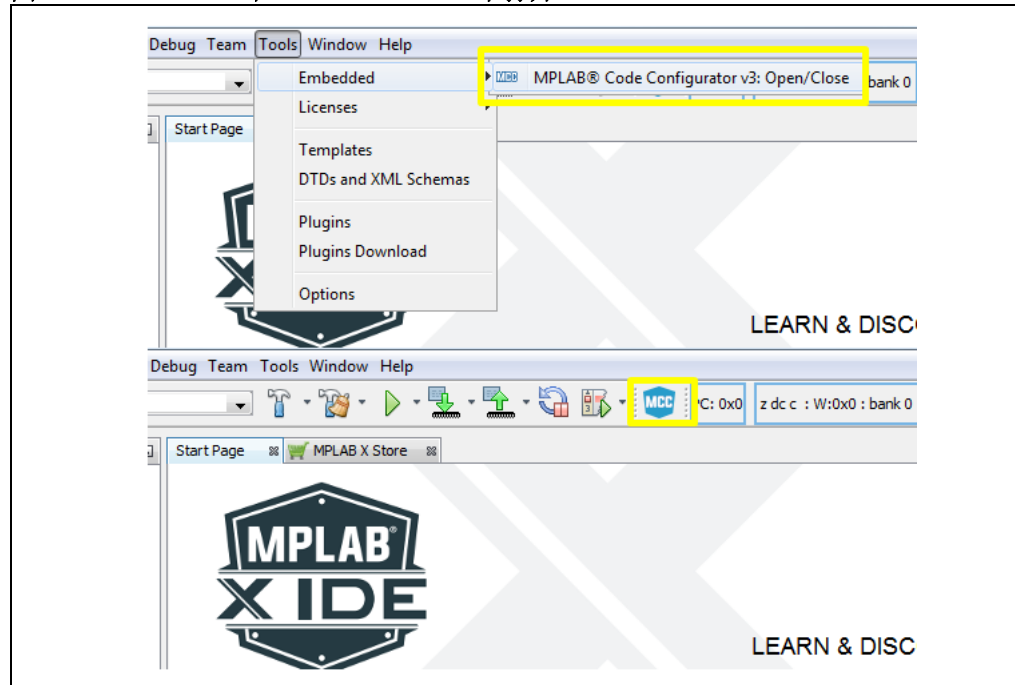 Debug Team Tools Window Help
Embedded
MPLAB® Code Configurator v3: Open/Close
bank 0
Licenses
Start Page
Templates
DTDs and XML Schemas
Plugins
Plugins Download
Options
LEARN & DISC
Debug Team Tools Window Help
MCC
C: 0x0
z dc c : W:0x0 : bank 0
Start Page
MPLAB X Store
MPLAB®
X IDE
LEARN & DISC